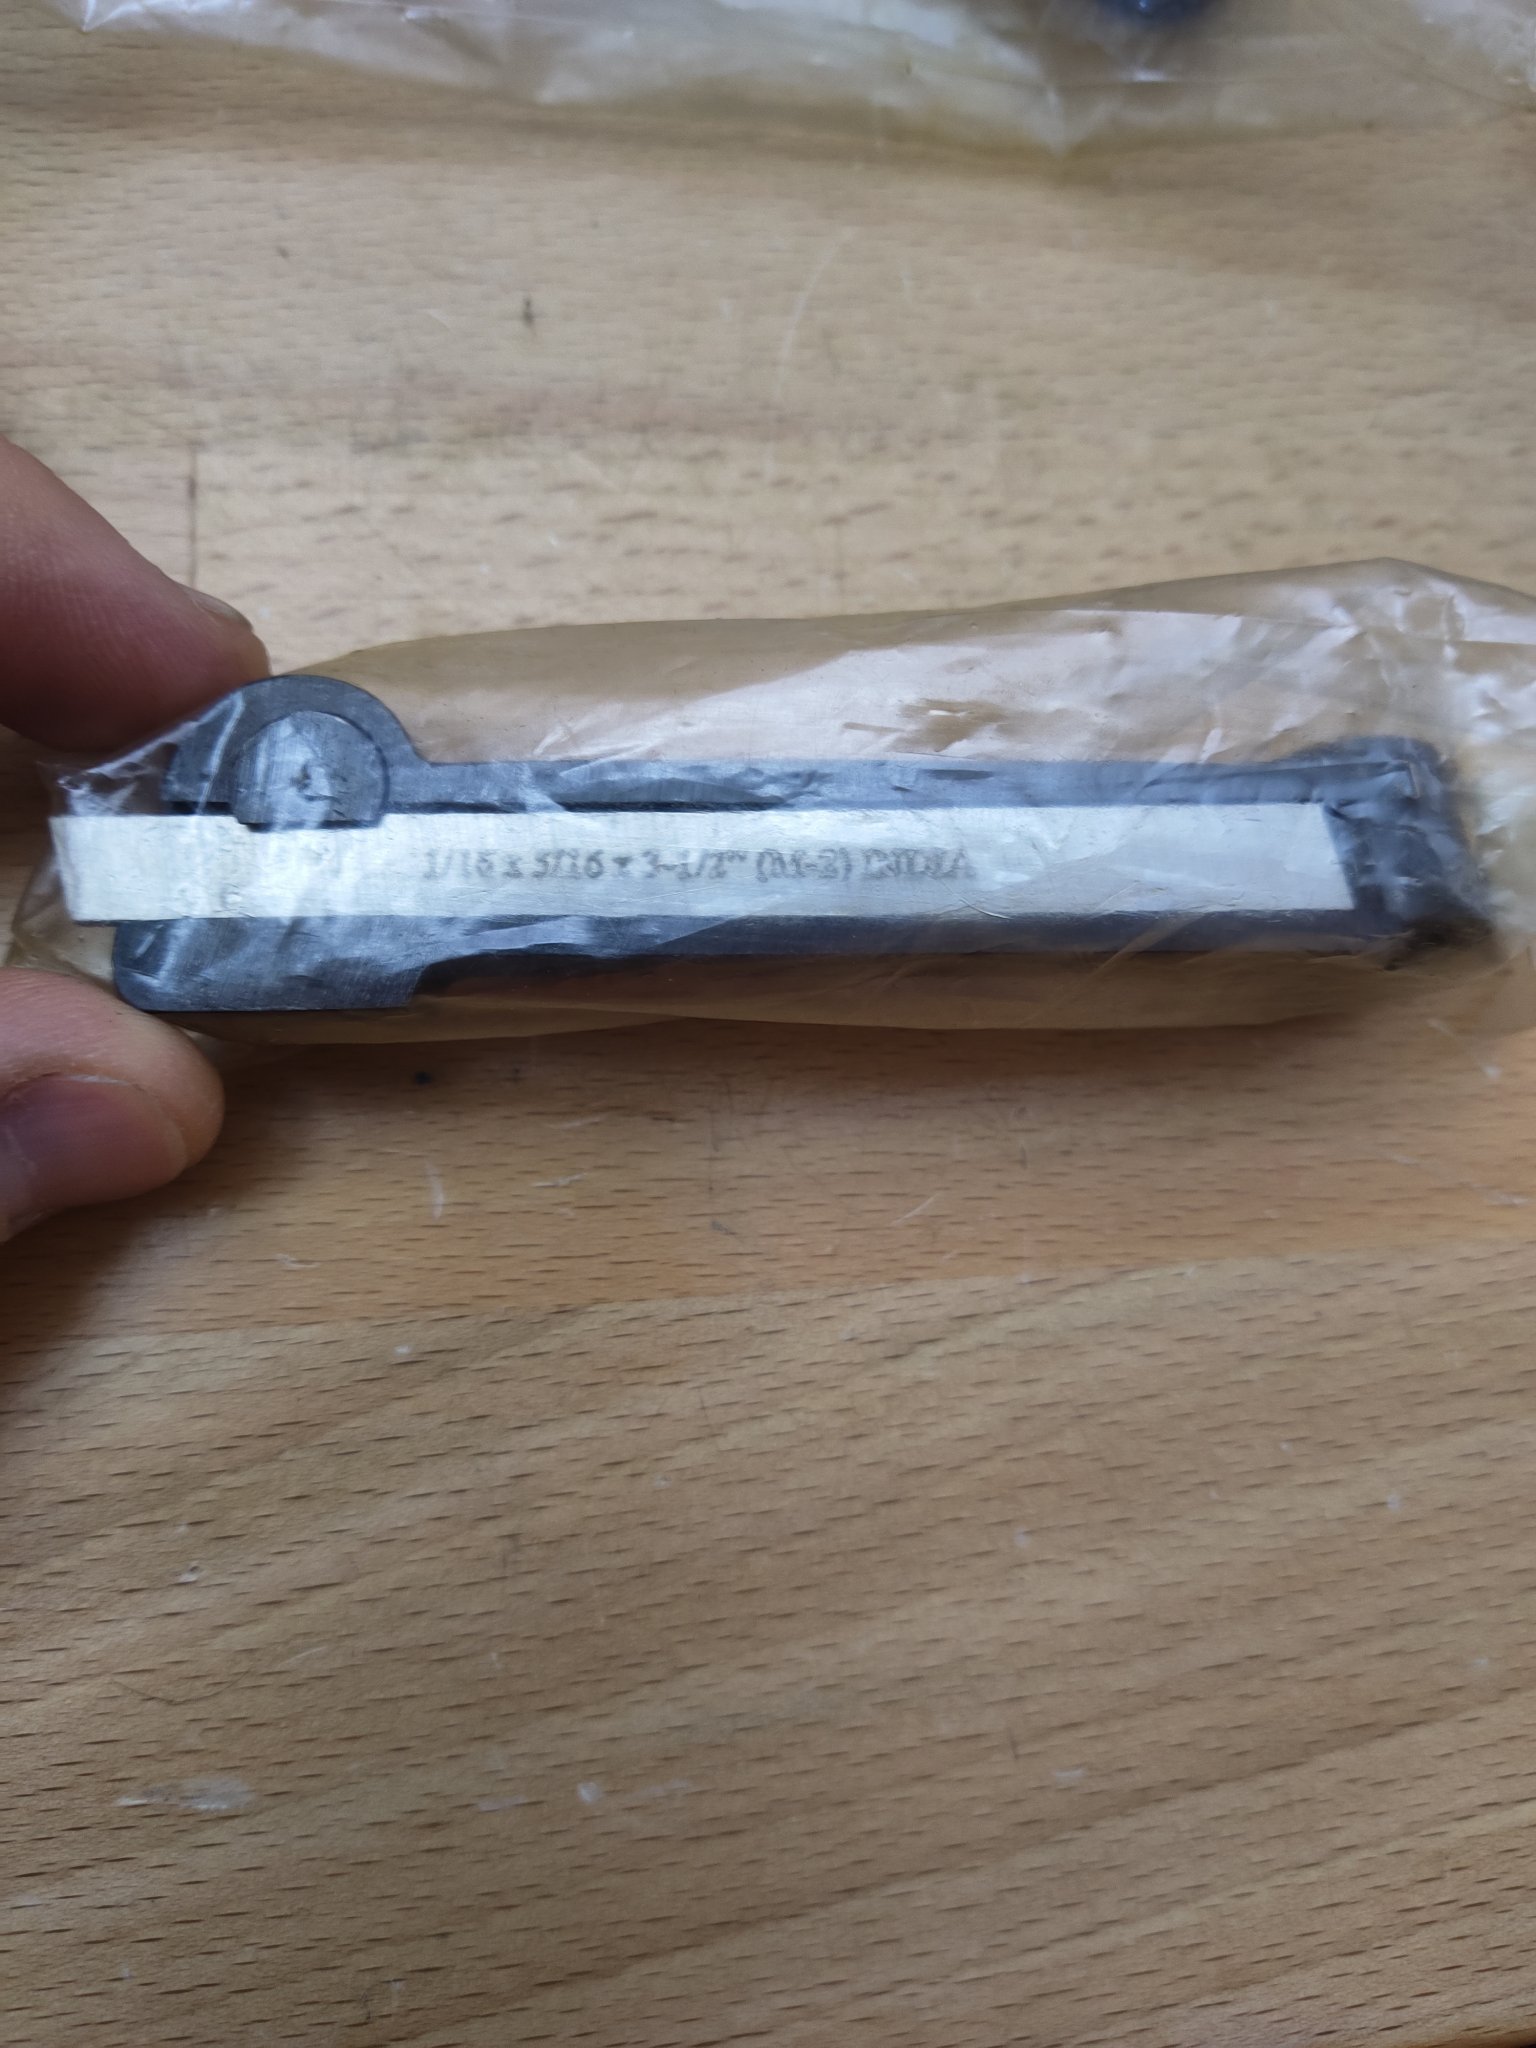 1/16 x 5/16 x 3-1/2" (M-2) INDIA